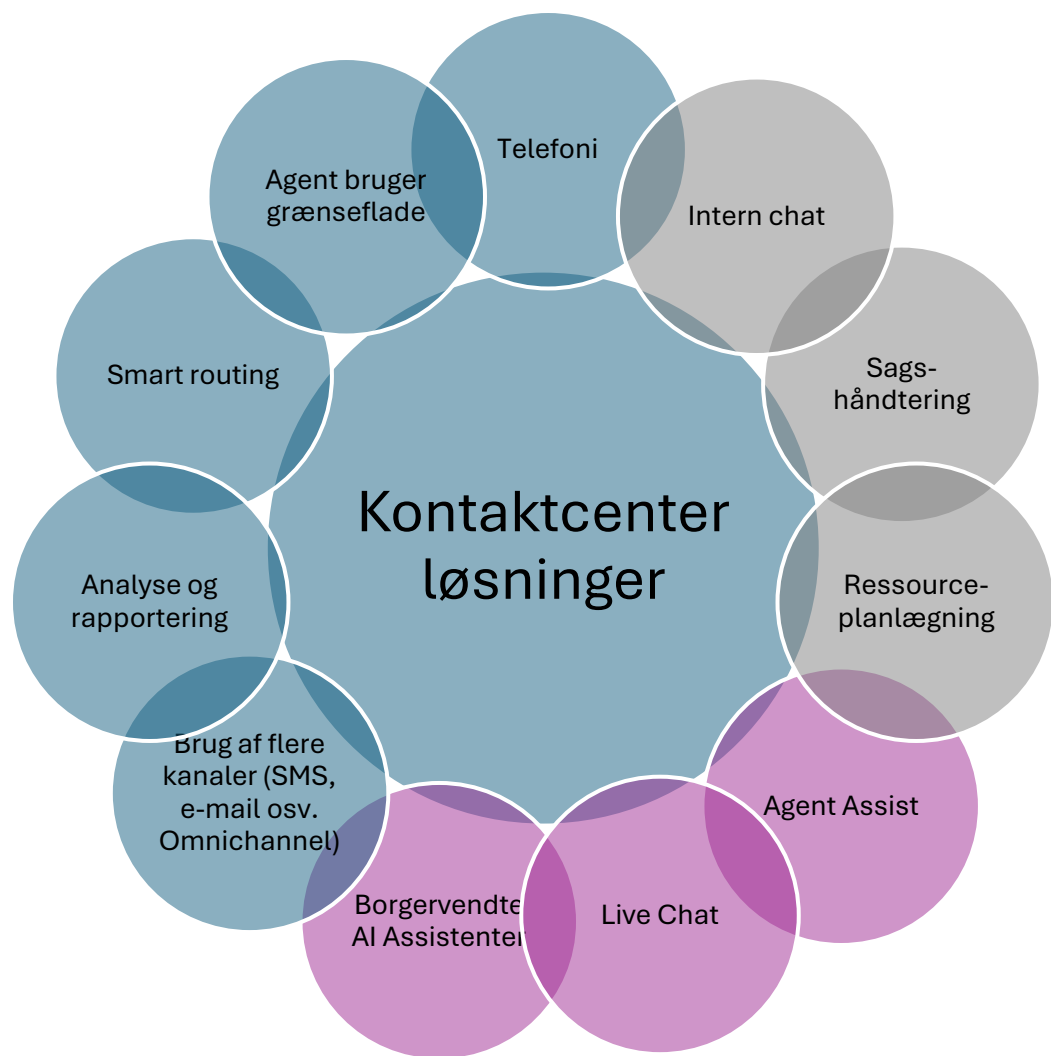 Telefoni
Intern chat
Sags-
håndtering
Ressource-
planlægning
Agent Assist
Live Chat
Borgervendte
AI Assistenter
Brug af flere
kanaler (SMS,
e-mail osv.
Omnichannel)
Analyse og
rapportering
Smart routing
Agent bruger
grænseflade
Kontaktcenter
løsninger